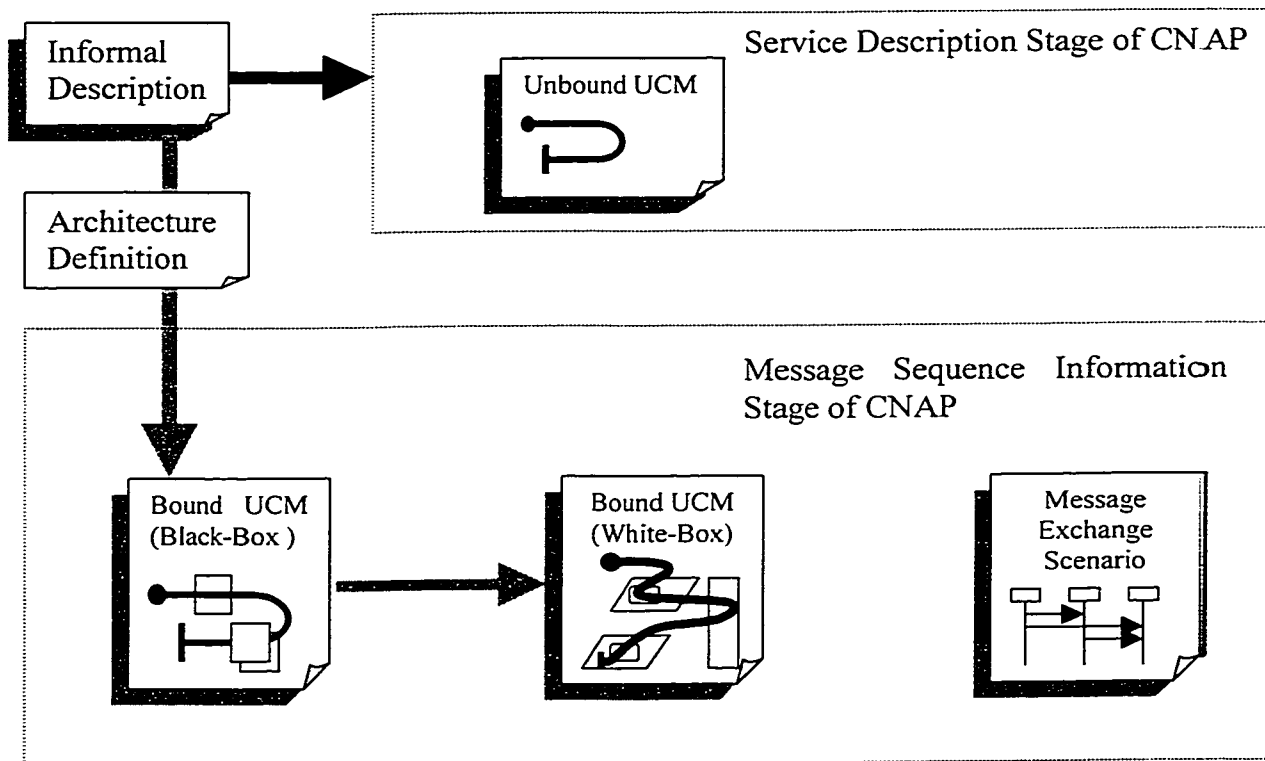 Informal
Description
Service Description Stage of CNAP
Unbound UCM
Architecture
Definition
Message Sequence Information
Stage of CNAP
Bound UCM
(Black-Box )
Bound UCM
(White-Box)
Message
Exchange
Scenario